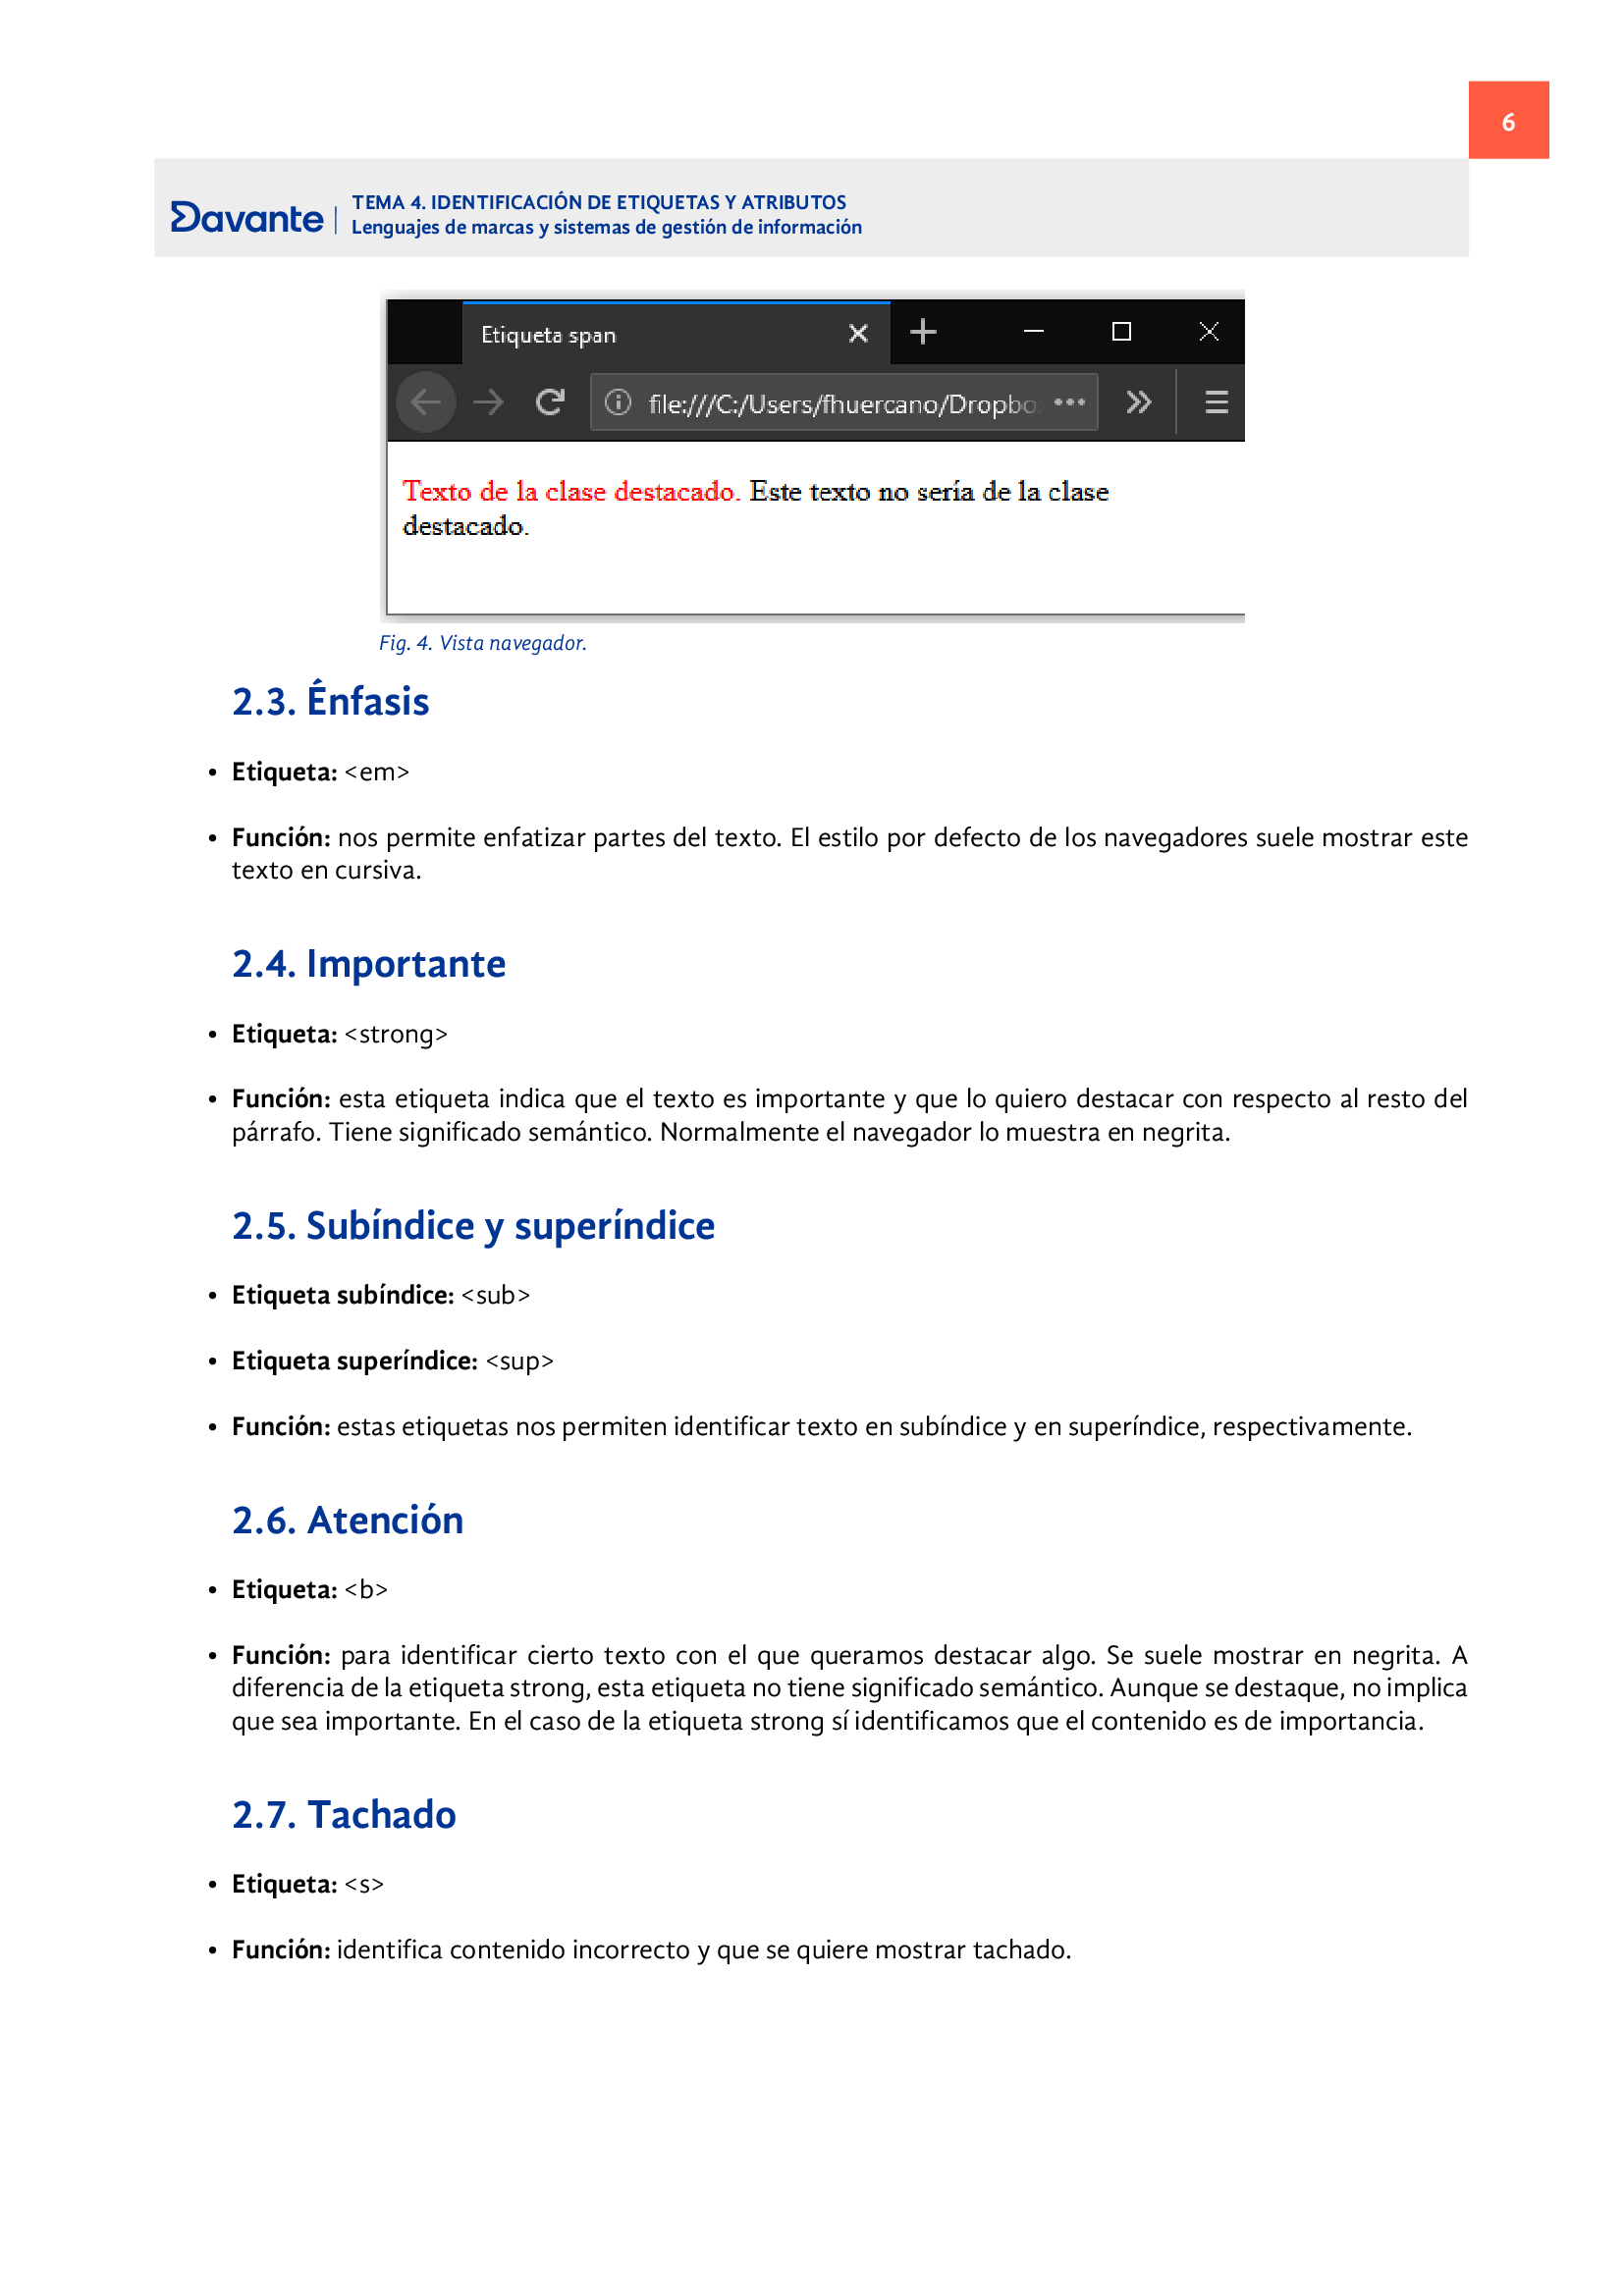 6
Davante
TEMA 4. IDENTIFICACIÓN DE ETIQUETAS Y ATRIBUTOS
Lenguajes de marcas y sistemas de gestión de información
Etiqueta span
file:///C:/Users/fhuercano/Dropbo
Texto de la clase destacado. Este texto no sería de la clase
destacado.
Fig. 4. Vista navegador.
2.3. Énfasis
• Etiqueta: <em>
• Función: nos permite enfatizar partes del texto. El estilo por defecto de los navegadores suele mostrar este
texto en cursiva.
2.4. Importante
• Etiqueta: <strong>
• Función: esta etiqueta indica que el texto es importante y que lo quiero destacar con respecto al resto del
párrafo. Tiene significado semántico. Normalmente el navegador lo muestra en negrita.
2.5. Subíndice y superíndice
• Etiqueta subíndice: <sub>
• Etiqueta superíndice: <sup>
• Función: estas etiquetas nos permiten identificar texto en subíndice y en superíndice, respectivamente.
2.6. Atención
• Etiqueta: <b>
• Función: para identificar cierto texto con el que queramos destacar algo. Se suele mostrar en negrita. A
diferencia de la etiqueta strong, esta etiqueta no tiene significado semántico. Aunque se destaque, no implica
que sea importante. En el caso de la etiqueta strong sí identificamos que el contenido es de importancia.
2.7. Tachado
• Etiqueta: <s>
• Función: identifica contenido incorrecto y que se quiere mostrar tachado.